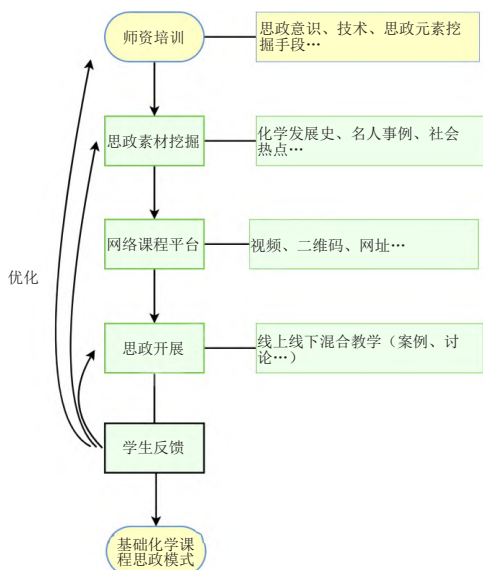 师资培训
思政意识、技术、思政元素挖
掘手段…
思政素材挖掘
化学发展史、名人事例、社会
热点…
网络课程平台
视频、二维码、网址…
优化
思政开展
线上线下混合教学（案例、讨
论…）
学生反馈
基础化学课
程思政模式